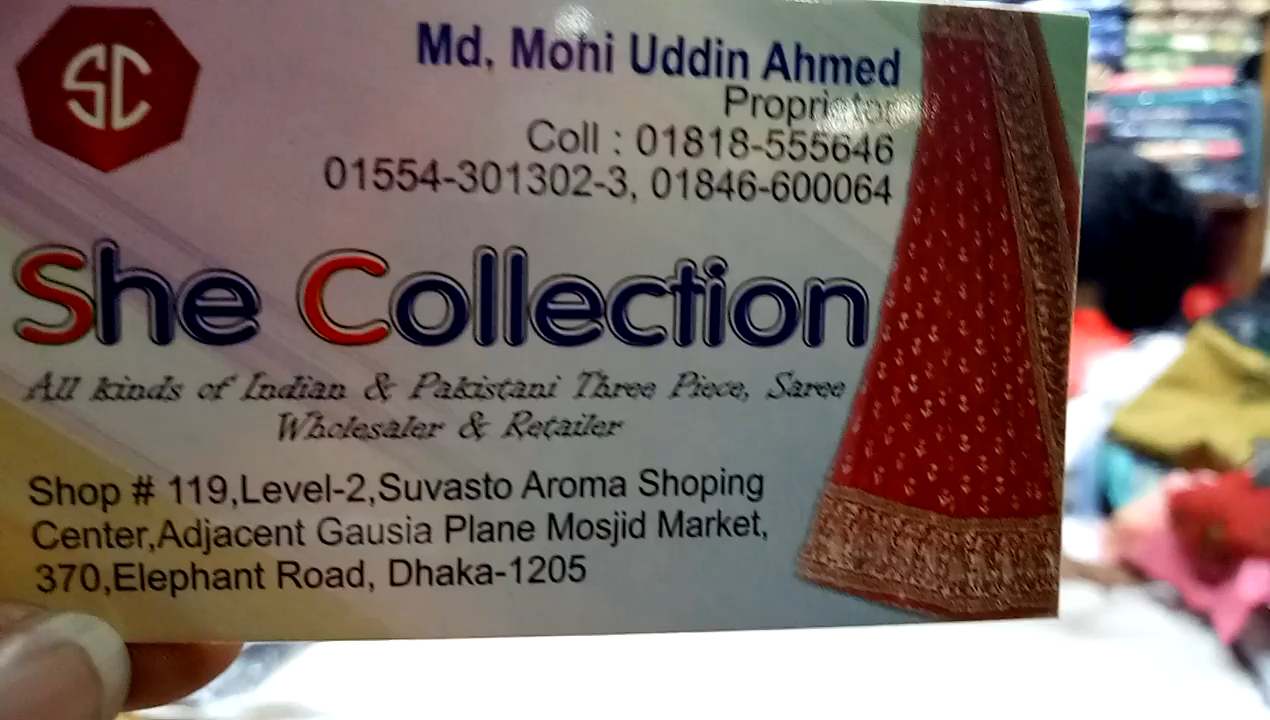 SC
Md. Mohi Uddin Ahmed
Proprietor
Coll : 01818-555646
01554-301302-3, 01846-600064
She Collection
All kinds of Indian & Pakistani Three Piece, Saree
Wholesaler & Retailer
Shop # 119,Level-2,Suvasto Aroma Shoping
Center,Adjacent Gausia Plane Mosjid Market,
370,Elephant Road, Dhaka-1205